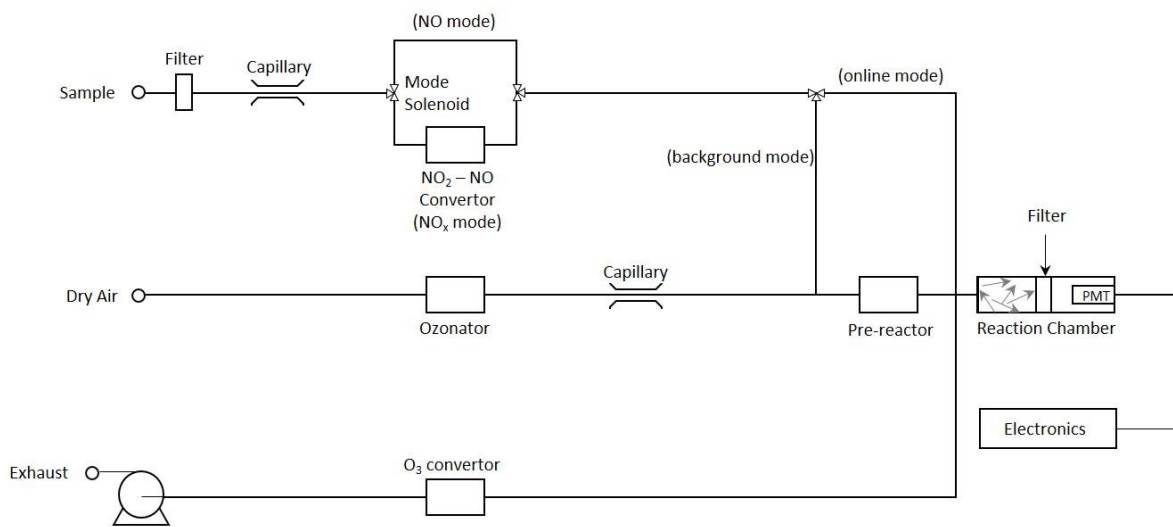 (NO mode)
Filter
Capillary
Sample
Mode
Solenoid
(online mode)
(background mode)
NO₂ – NO
Convertor
(NOₓ mode)
Filter
Capillary
Dry Air
PMT
Ozonator
Pre-reactor
Reaction Chamber
Electronics
O₃ convertor
Exhaust